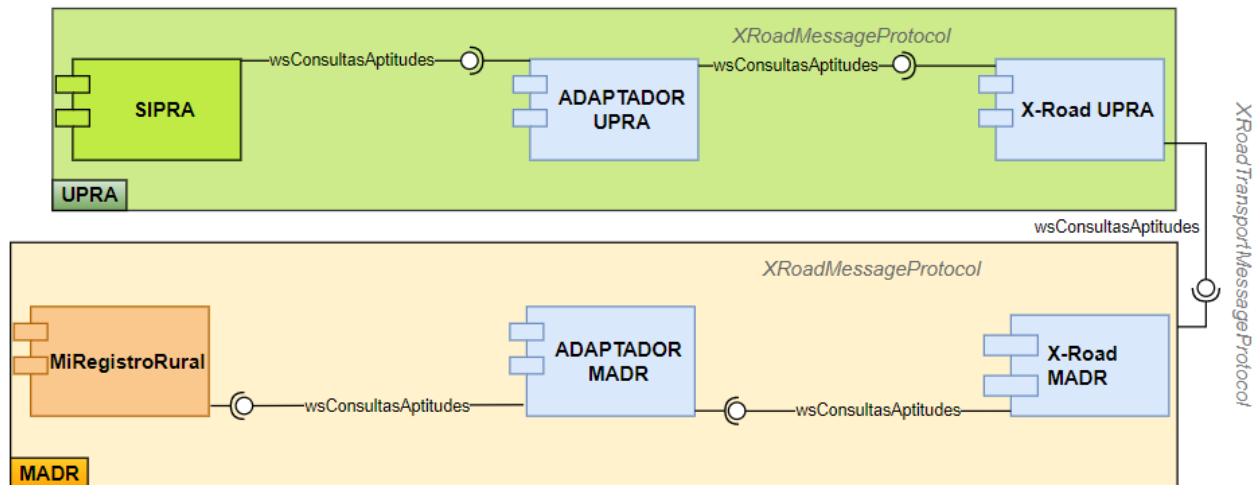 XRoadMessageProtocol
wsConsultasAptitudes
wsConsultasAptitudes
SIPRA
ADAPTADOR
UPRA
X-Road UPRA
UPRA
XRoadTransportMessageProtocol
wsConsultasAptitudes
XRoadMessageProtocol
MiRegistroRural
ADAPTADOR
MADR
X-Road
MADR
wsConsultasAptitudes
wsConsultasAptitudes
MADR